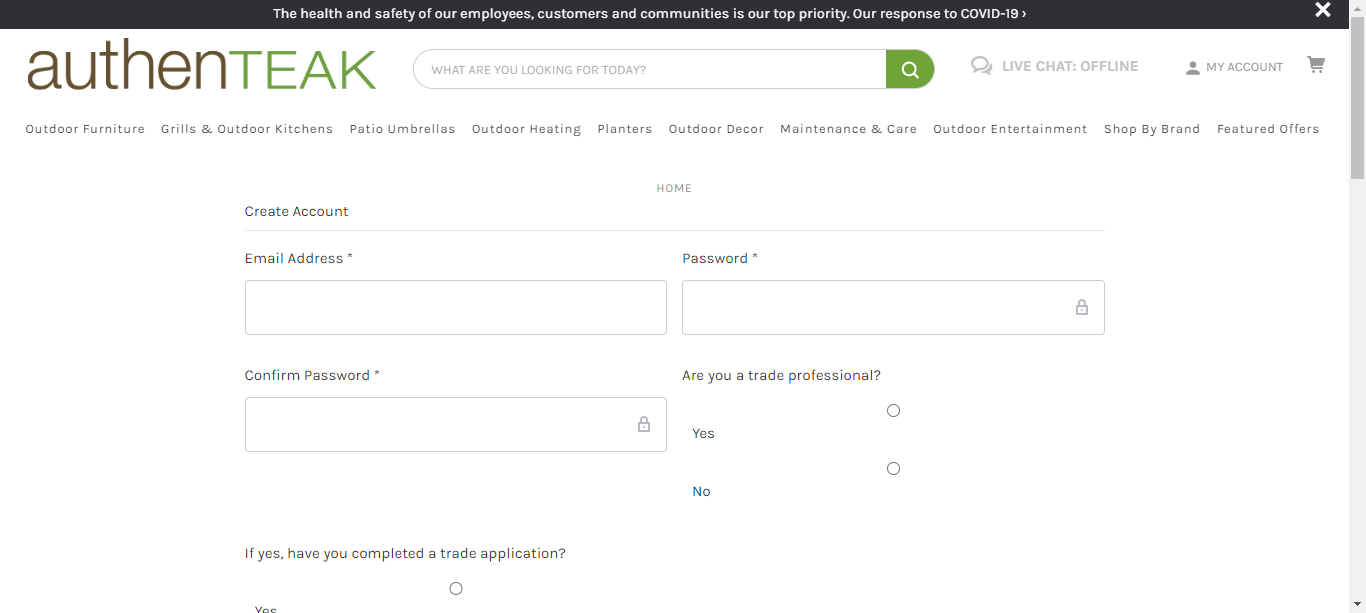 The health and safety of our employees, customers and communities is our top priority. Our response to COVID-19 ›
authenTEAK
WHAT ARE YOU LOOKING FOR TODAY?
LIVE CHAT: OFFLINE
MY ACCOUNT
Outdoor Furniture Grills & Outdoor Kitchens Patio Umbrellas Outdoor Heating Planters Outdoor Decor Maintenance & Care Outdoor Entertainment Shop By Brand Featured Offers
HOME
Create Account
Email Address *
Password *
Confirm Password *
Are you a trade professional?
Yes
No
If yes, have you completed a trade application?
Yes